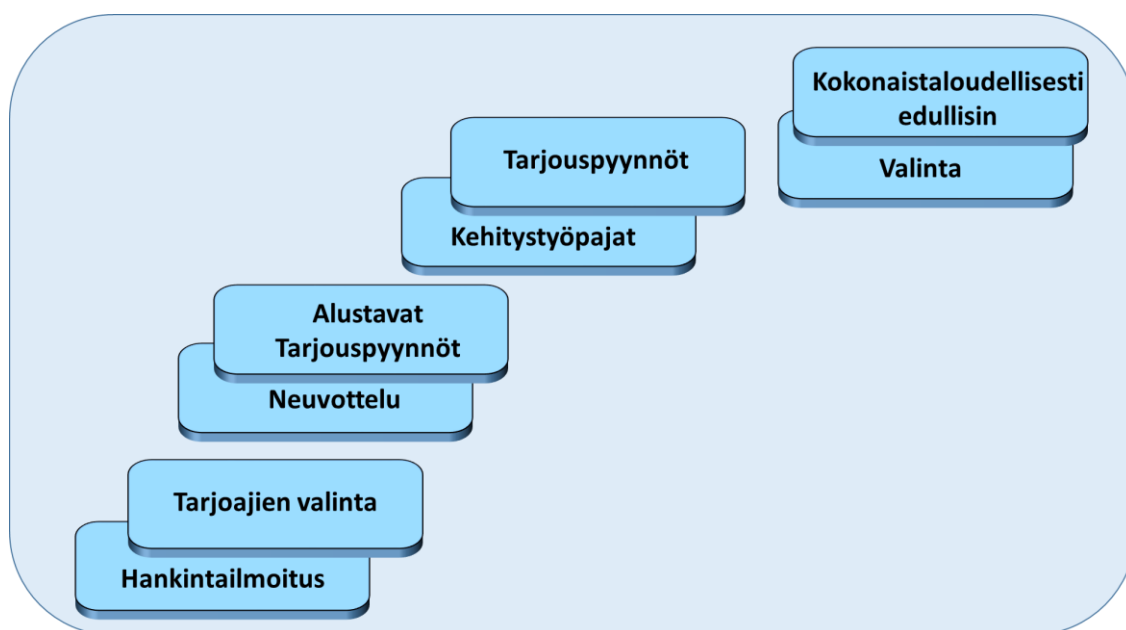 Kokonaistaloudellisesti
edullisin
Valinta
Tarjouspyynnöt
Kehitystyöpajat
Alustavat
Tarjouspyynnöt
Neuvottelu
Tarjoajien valinta
Hankintailmoitus